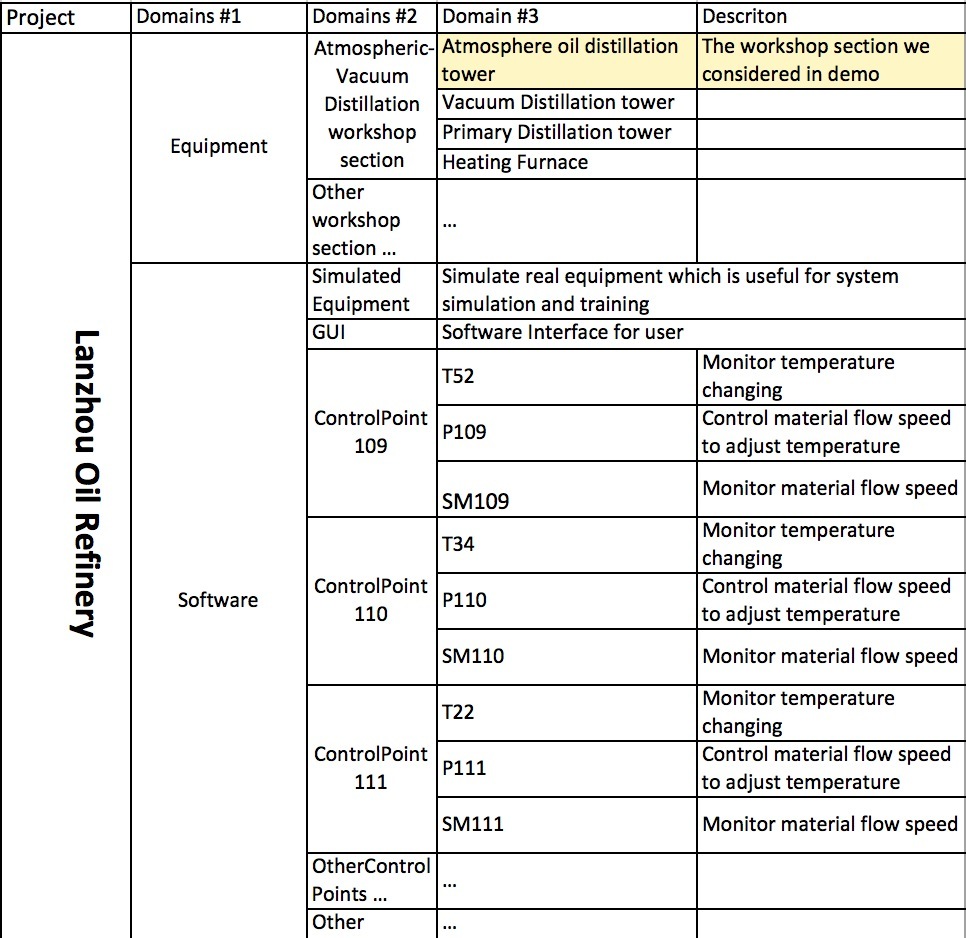 Project
Domains #1
Domains #2
Domain #3
Descriton
Lanzhou Oil Refinery
Equipment
Atmospheric-
Vacuum
Distillation
workshop
section
Atmosphere oil distillation
tower
The workshop section we
considered in demo
Vacuum Distillation tower
Primary Distillation tower
Heating Furnace
Other
workshop
section ...
...
Software
Simulated
Equipment
Simulate real equipment which is useful for system
simulation and training
GUI
Software Interface for user
ControlPoint
109
T52
Monitor temperature
changing
P109
Control material flow speed
to adjust temperature
SM109
Monitor material flow speed
ControlPoint
110
T34
Monitor temperature
changing
P110
Control material flow speed
to adjust temperature
SM110
Monitor material flow speed
ControlPoint
111
T22
Monitor temperature
changing
P111
Control material flow speed
to adjust temperature
SM111
Monitor material flow speed
OtherControl
Points ...
...
Other
...